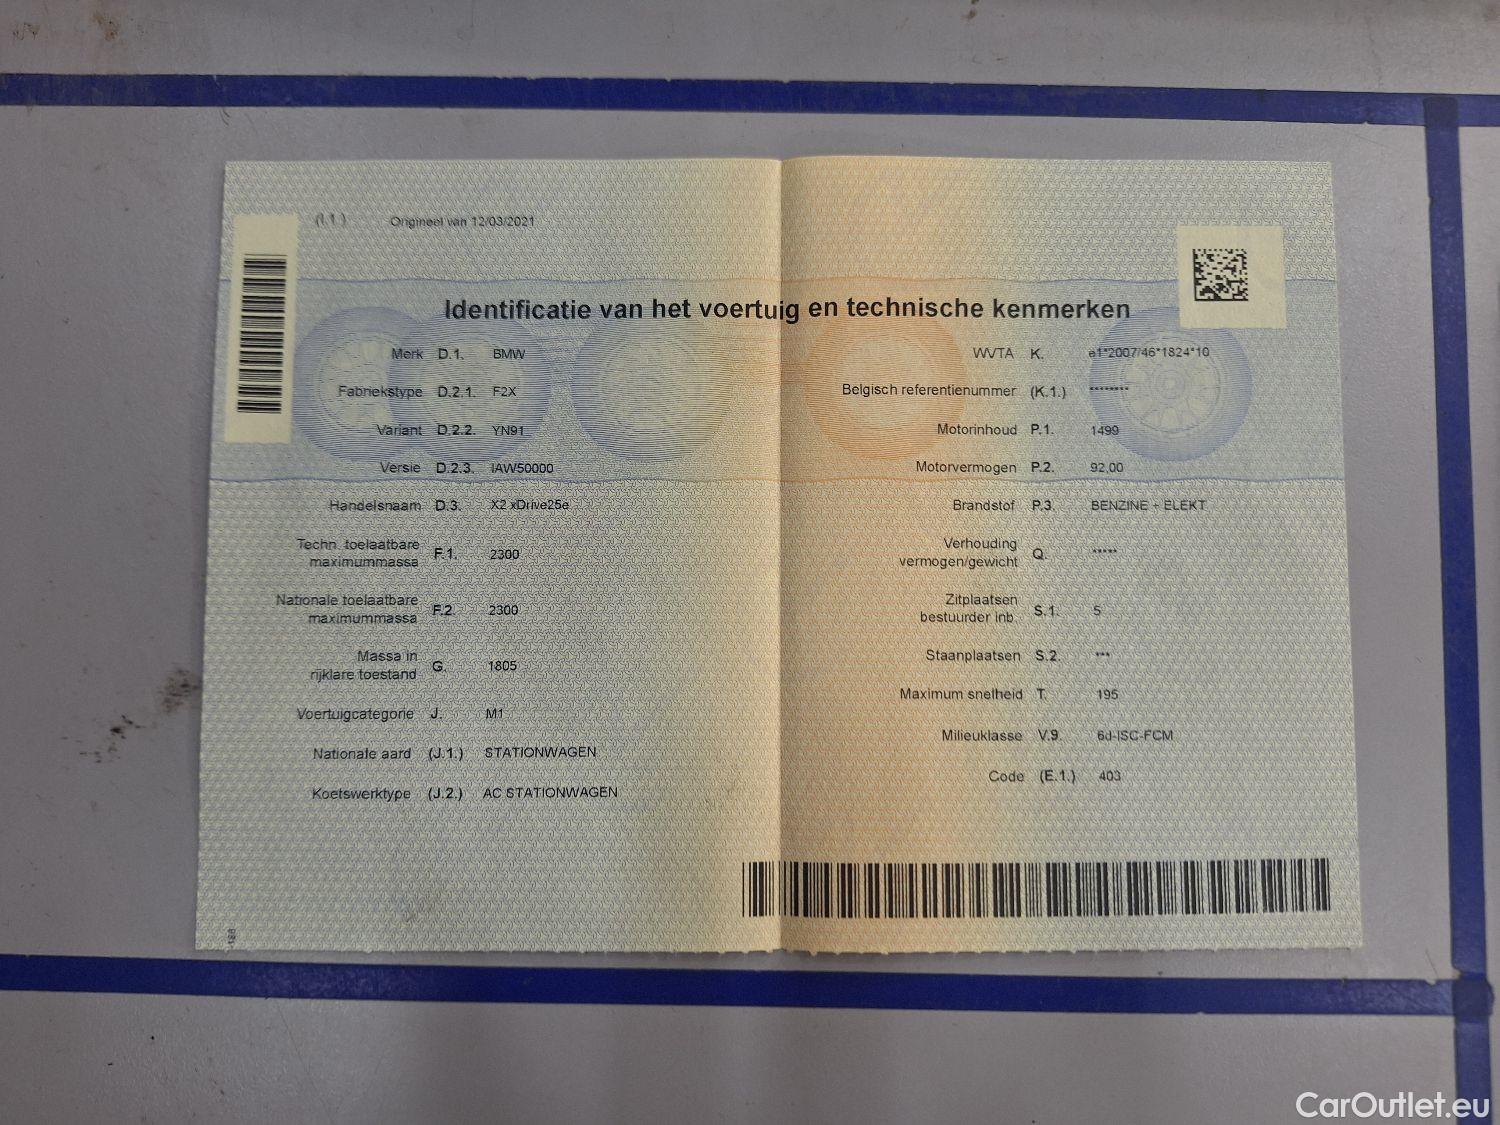 (I.1.) Origineel van 12/03/2021
Identificatie van het voertuig en technische kenmerken
Merk D.1. BMW
Fabriekstype D.2.1. F2X
Variant D.2.2. YN91
Versie D.2.3. IAW50000
Handelsnaam D.3. X2 xDrive25e
Techn. toelaatbare
maximummassa F.1. 2300
Nationale toelaatbare
maximummassa F.2. 2300
Massa in
rijklare toestand G. 1805
Voertuigcategorie J. M1
Nationale aard (J.1.) STATIONWAGEN
Koetswerktype (J.2.) AC STATIONWAGEN
WVTA K. e1*2007/46*1824*10
Belgisch referentienummer (K.1.) ********
Motorinhoud P.1. 1499
Motorvermogen P.2. 92,00
Brandstof P.3. BENZINE + ELEKT
Verhouding
vermogen/gewicht Q. *****
Zitplaatsen
bestuurder inb. S.1. 5
Staanplaatsen S.2. ***
Maximum snelheid T. 195
Milieuklasse V.9. 6d-ISC-FCM
Code (E.1.) 403
CarOutlet.eu